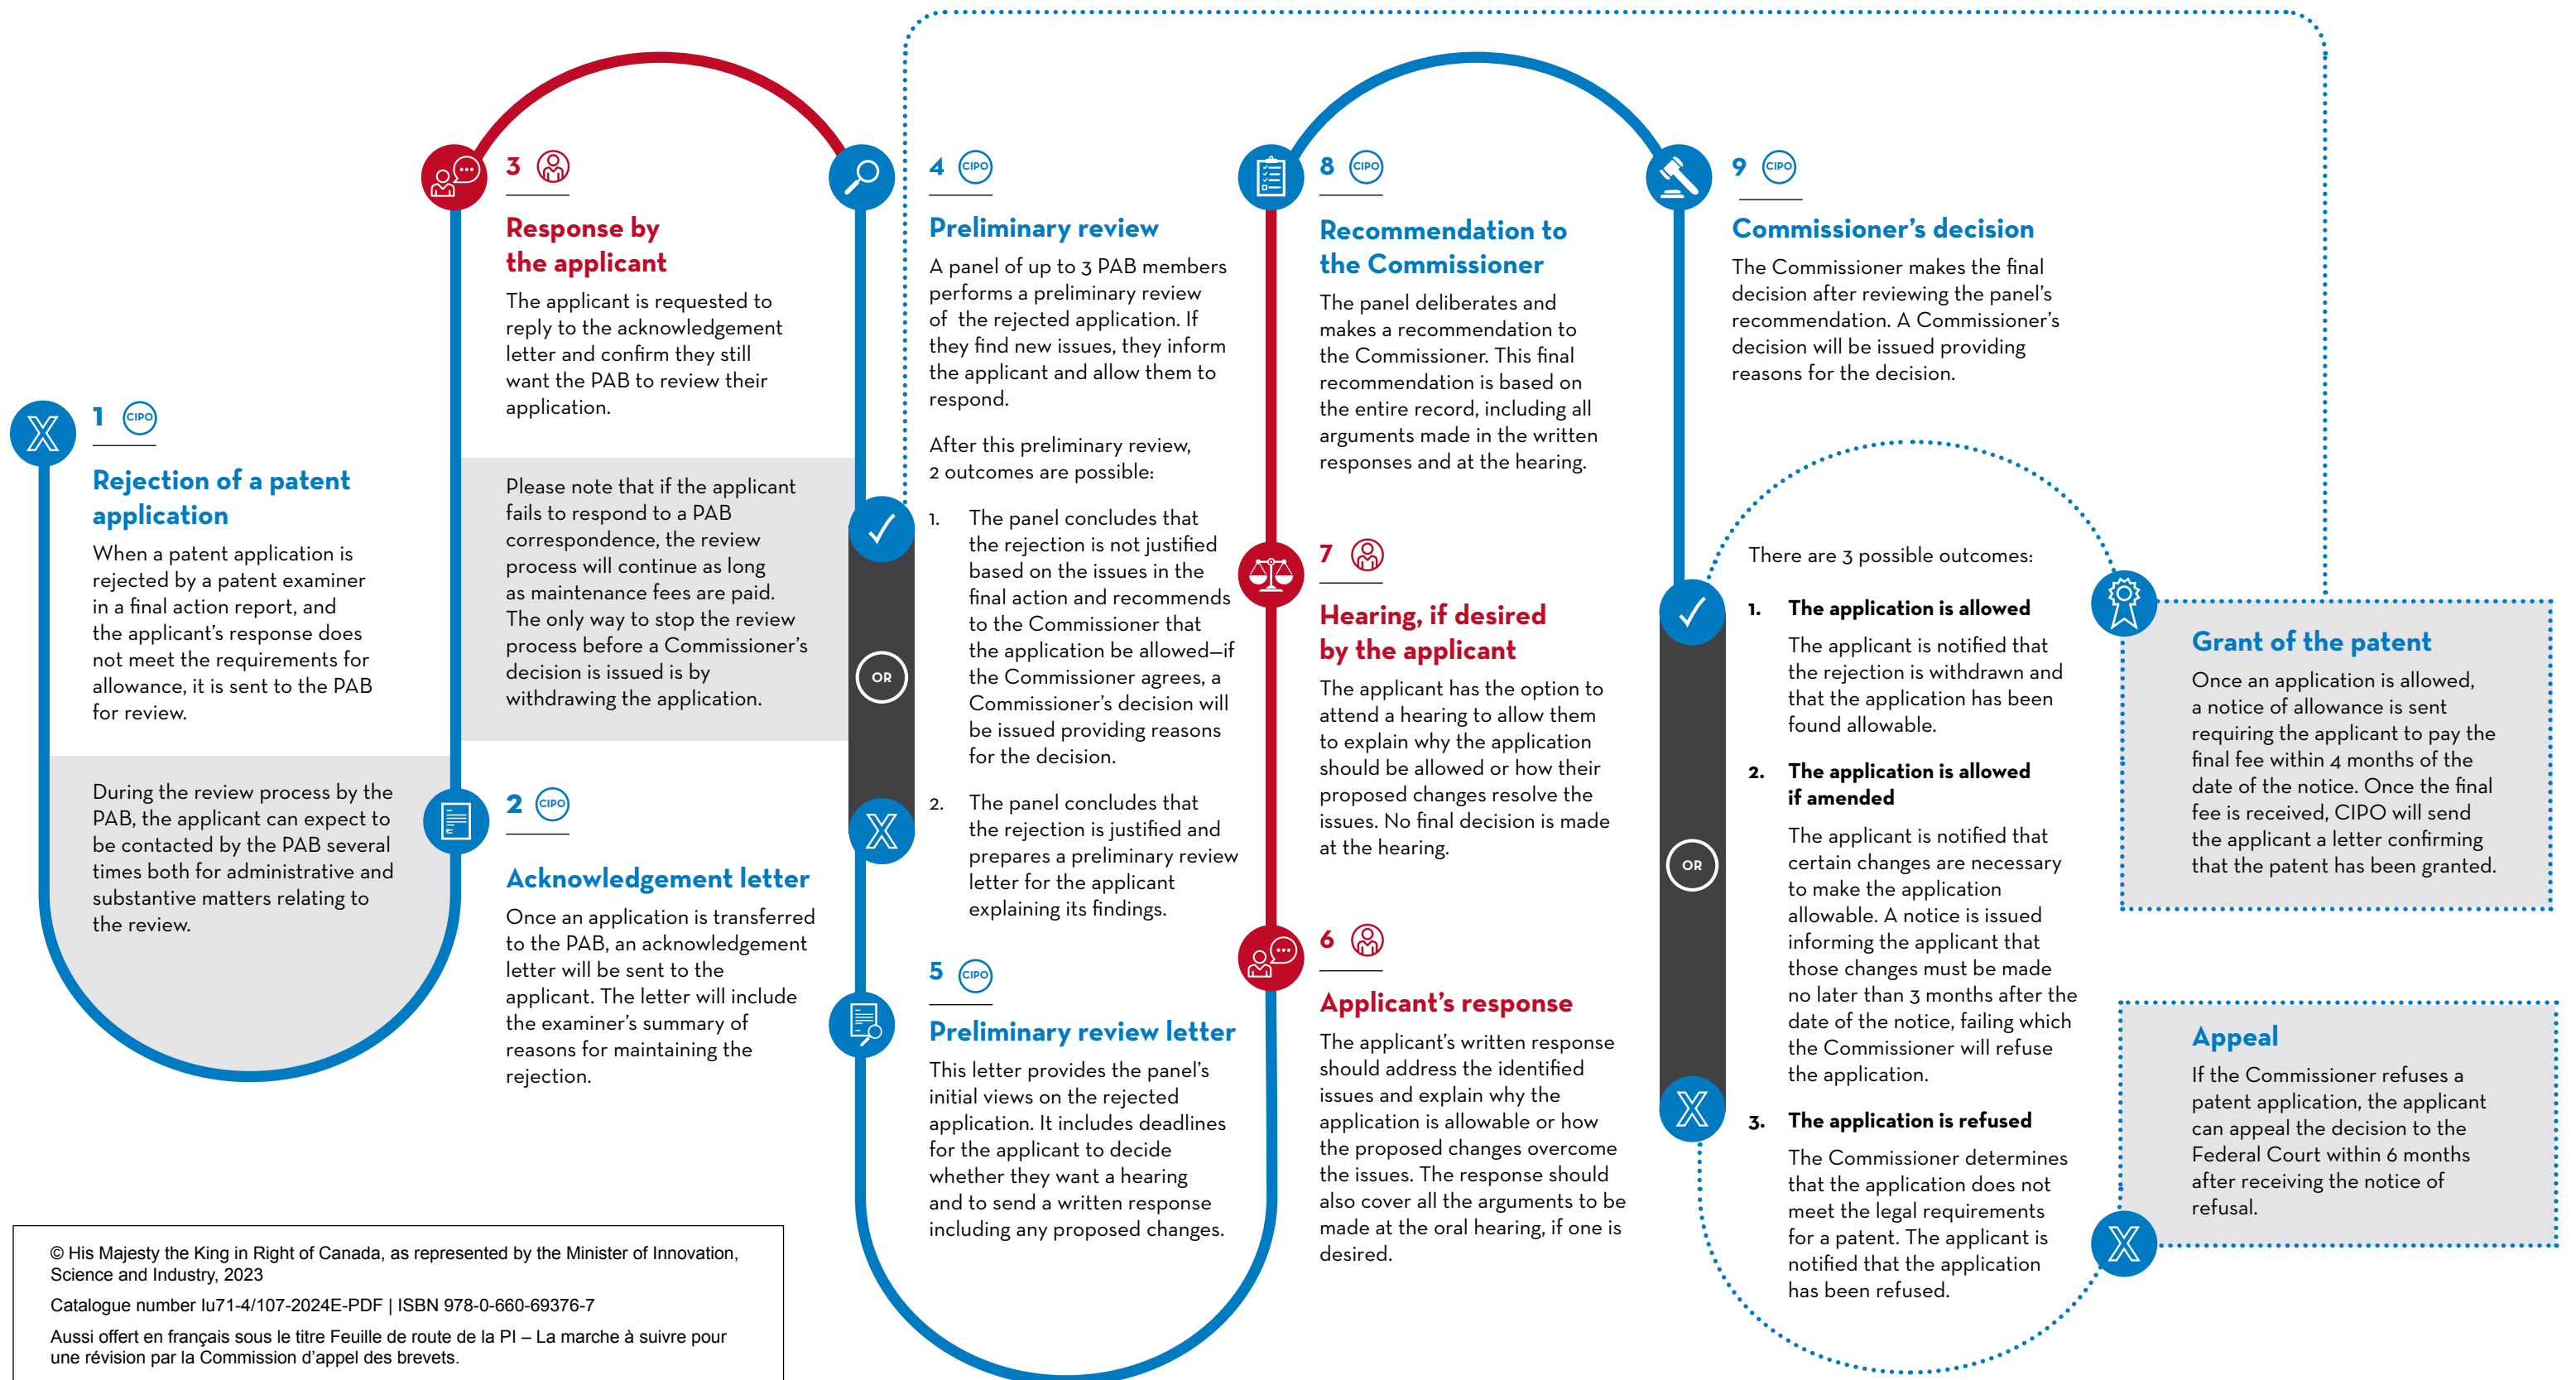 1 CIPO
Rejection of a patent
application
When a patent application is
rejected by a patent examiner
in a final action report, and
the applicant's response does
not meet the requirements for
allowance, it is sent to the PAB
for review.
During the review process by the
PAB, the applicant can expect to
be contacted by the PAB several
times both for administrative and
substantive matters relating to
the review.
2 CIPO
Acknowledgement letter
Once an application is transferred
to the PAB, an acknowledgement
letter will be sent to the
applicant. The letter will include
the examiner's summary of
reasons for maintaining the
rejection.
3
Response by
the applicant
The applicant is requested to
reply to the acknowledgement
letter and confirm they still
want the PAB to review their
application.
Please note that if the applicant
fails to respond to a PAB
correspondence, the review
process will continue as long
as maintenance fees are paid.
The only way to stop the review
process before a Commissioner's
decision is issued is by
withdrawing the application.
4 CIPO
Preliminary review
A panel of up to 3 PAB members
performs a preliminary review
of the rejected application. If
they find new issues, they inform
the applicant and allow them to
respond.
After this preliminary review,
2 outcomes are possible:
1. The panel concludes that
the rejection is not justified
based on the issues in the
final action and recommends
to the Commissioner that
the application be allowed—if
the Commissioner agrees, a
Commissioner's decision will
be issued providing reasons
for the decision.
OR
2. The panel concludes that
the rejection is justified and
prepares a preliminary review
letter for the applicant
explaining its findings.
5 CIPO
Preliminary review letter
This letter provides the panel's
initial views on the rejected
application. It includes deadlines
for the applicant to decide
whether they want a hearing
and to send a written response
including any proposed changes.
6
Applicant's response
The applicant's written response
should address the identified
issues and explain why the
application is allowable or how
the proposed changes overcome
the issues. The response should
also cover all the arguments to be
made at the oral hearing, if one is
desired.
7
Hearing, if desired
by the applicant
The applicant has the option to
attend a hearing to allow them
to explain why the application
should be allowed or how their
proposed changes resolve the
issues. No final decision is made
at the hearing.
8 CIPO
Recommendation to
the Commissioner
The panel deliberates and
makes a recommendation to
the Commissioner. This final
recommendation is based on
the entire record, including all
arguments made in the written
responses and at the hearing.
9 CIPO
Commissioner's decision
The Commissioner makes the final
decision after reviewing the panel's
recommendation. A Commissioner's
decision will be issued providing
reasons for the decision.
There are 3 possible outcomes:
1. The application is allowed
The applicant is notified that
the rejection is withdrawn and
that the application has been
found allowable.
OR
2. The application is allowed
if amended
The applicant is notified that
certain changes are necessary
to make the application
allowable. A notice is issued
informing the applicant that
those changes must be made
no later than 3 months after the
date of the notice, failing which
the Commissioner will refuse
the application.
3. The application is refused
The Commissioner determines
that the application does not
meet the legal requirements
for a patent. The applicant is
notified that the application
has been refused.
Grant of the patent
Once an application is allowed,
a notice of allowance is sent
requiring the applicant to pay the
final fee within 4 months of the
date of the notice. Once the final
fee is received, CIPO will send
the applicant a letter confirming
that the patent has been granted.
Appeal
If the Commissioner refuses a
patent application, the applicant
can appeal the decision to the
Federal Court within 6 months
after receiving the notice of
refusal.
© His Majesty the King in Right of Canada, as represented by the Minister of Innovation,
Science and Industry, 2023
Catalogue number Iu71-4/107-2024E-PDF | ISBN 978-0-660-69376-7
Aussi offert en français sous le titre Feuille de route de la PI – La marche à suivre pour
une révision par la Commission d'appel des brevets.